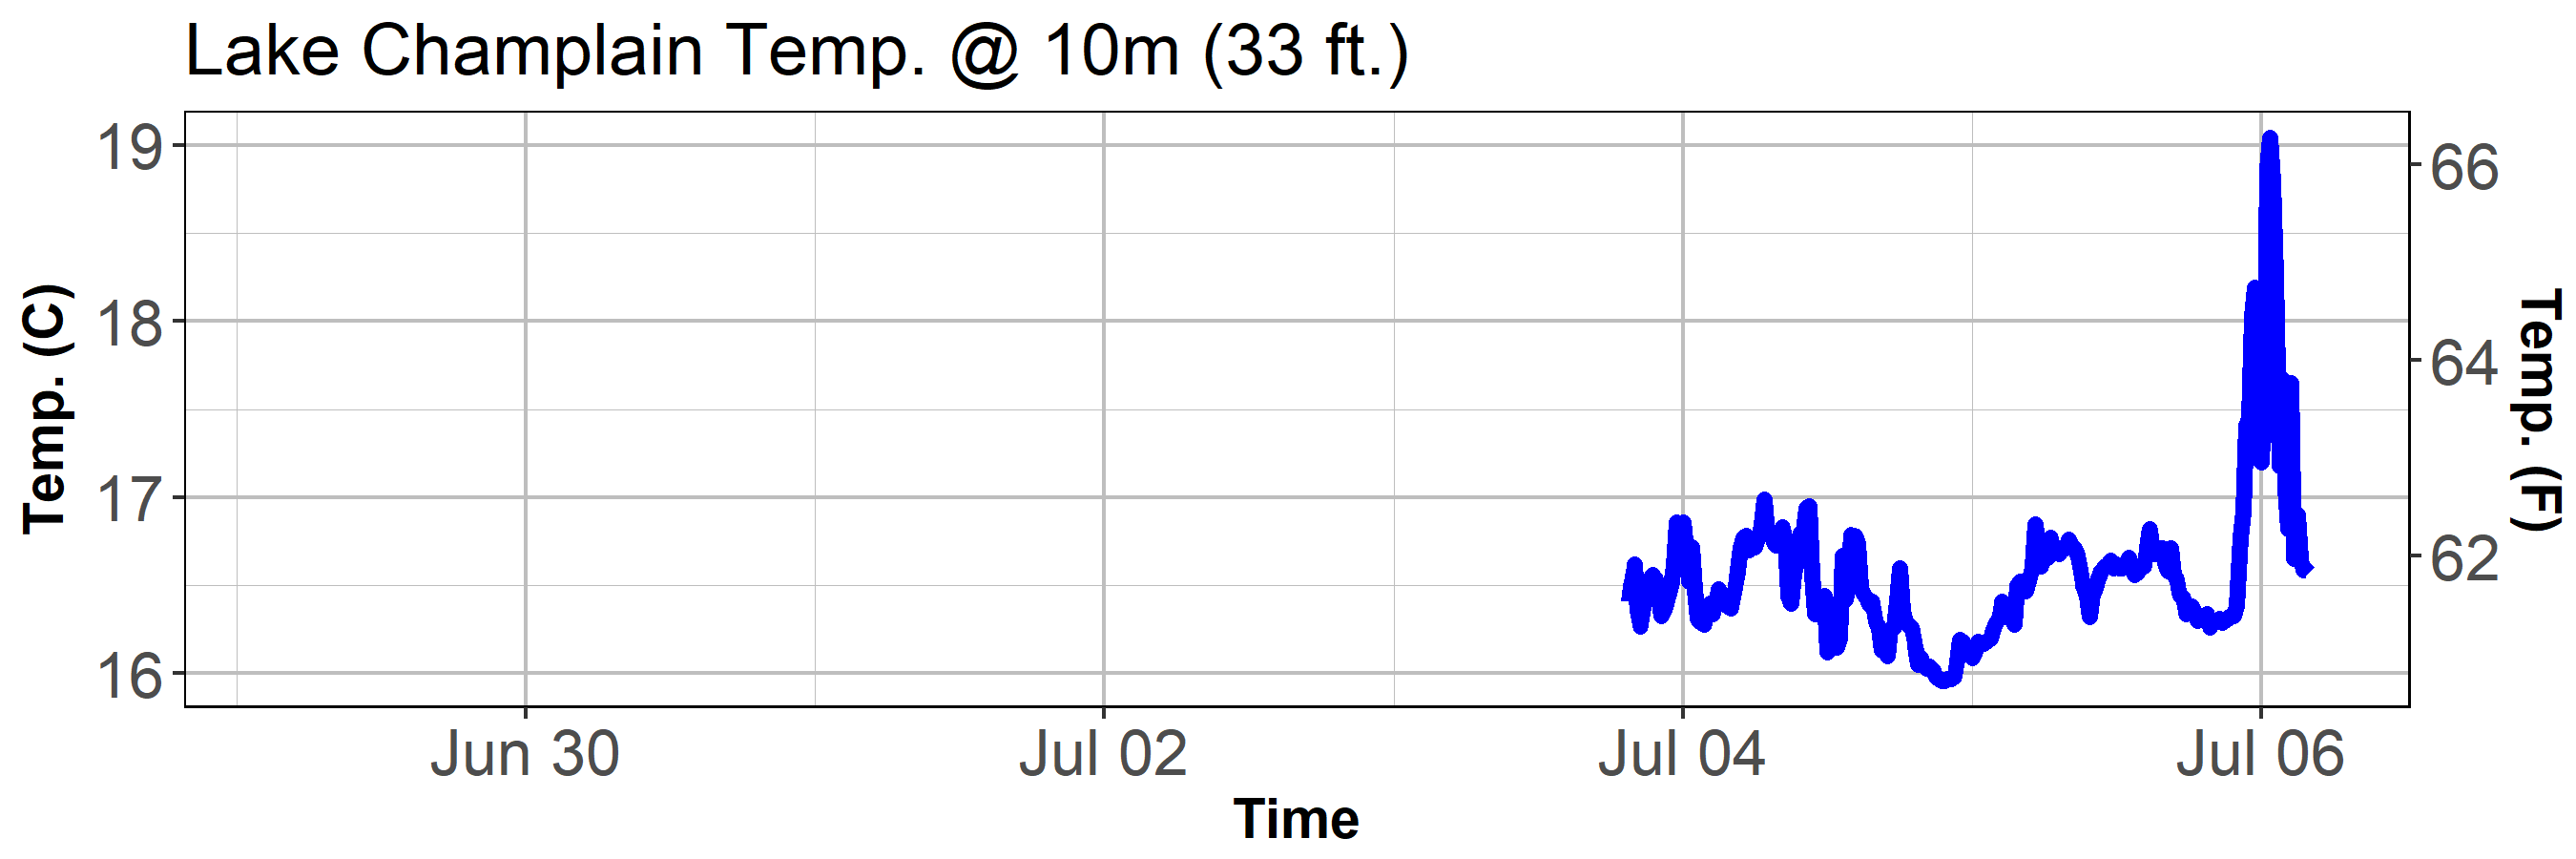 Lake Champlain Temp. @ 10m (33 ft.)
19
18
17
16
Temp. (C)
66
64
62
Temp. (F)
Jun 30
Jul 02
Jul 04
Jul 06
Time